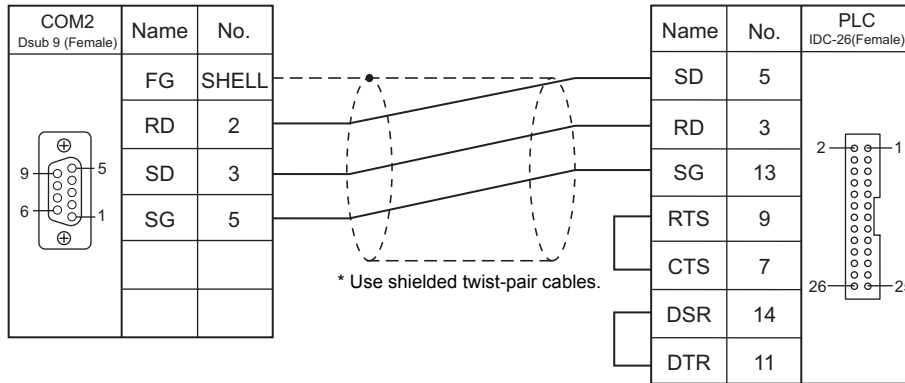 COM2
Dsub 9 (Female)
Name No.
FG SHELL
RD 2
SD 3
SG 5
9 5
6 1
* Use shielded twist-pair cables.
Name No.
PLC
IDC-26(Female)
SD 5
RD 3
SG 13
RTS 9
CTS 7
DSR 14
DTR 11
2 1
26 25